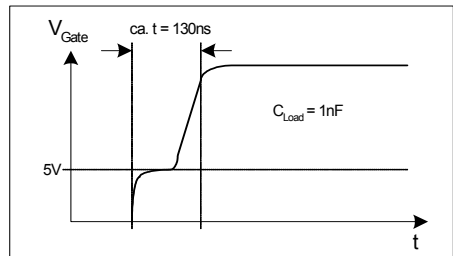 V_Gate
ca. t = 130ns
C_Load = 1nF
5V
t